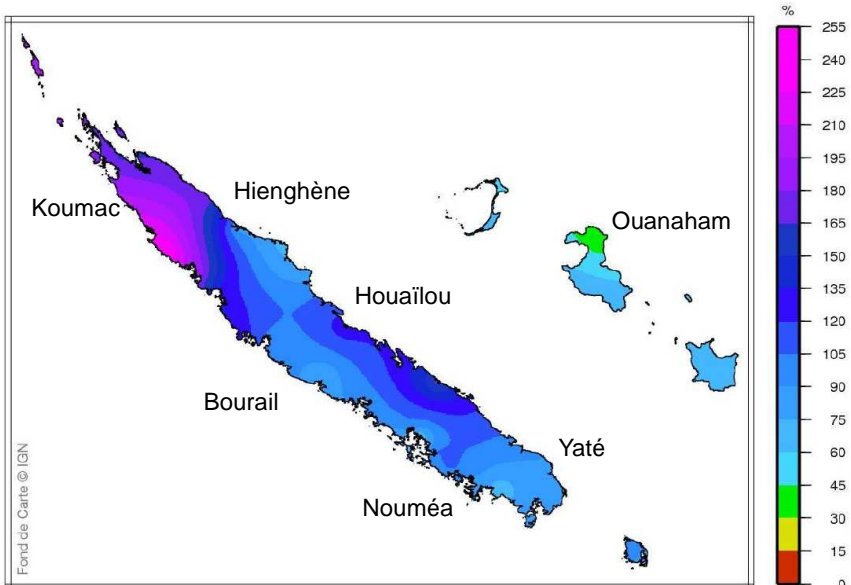 %
255
240
225
210
195
180
165
150
135
120
105
90
75
60
45
30
15
0
Hienghène
Koumac
Ouanaham
Houaïlou
Bourail
Yaté
Nouméa
Fond de Carte © IGN